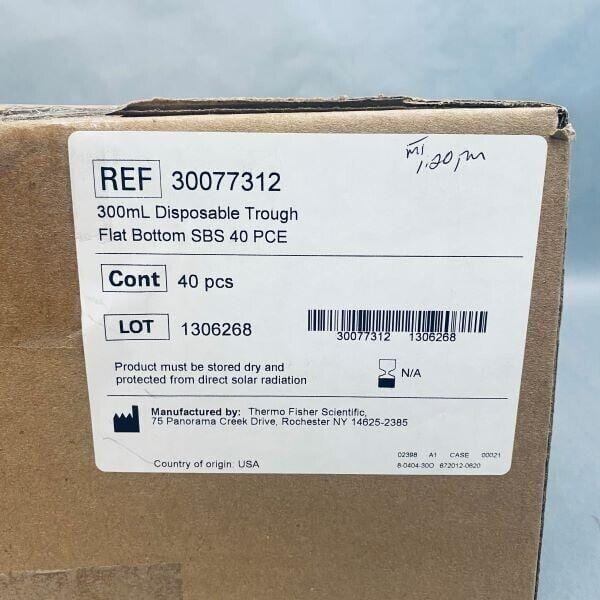 REF 30077312
300mL Disposable Trough
Flat Bottom SBS 40 PCE
Cont 40 pcs
LOT 1306268
30077312 1306268
Product must be stored dry and
protected from direct solar radiation
N/A
Manufactured by: Thermo Fisher Scientific,
75 Panorama Creek Drive, Rochester NY 14625-2385
Country of origin: USA
02398 A1 CASE 00021
8-0404-30O 672012-0620